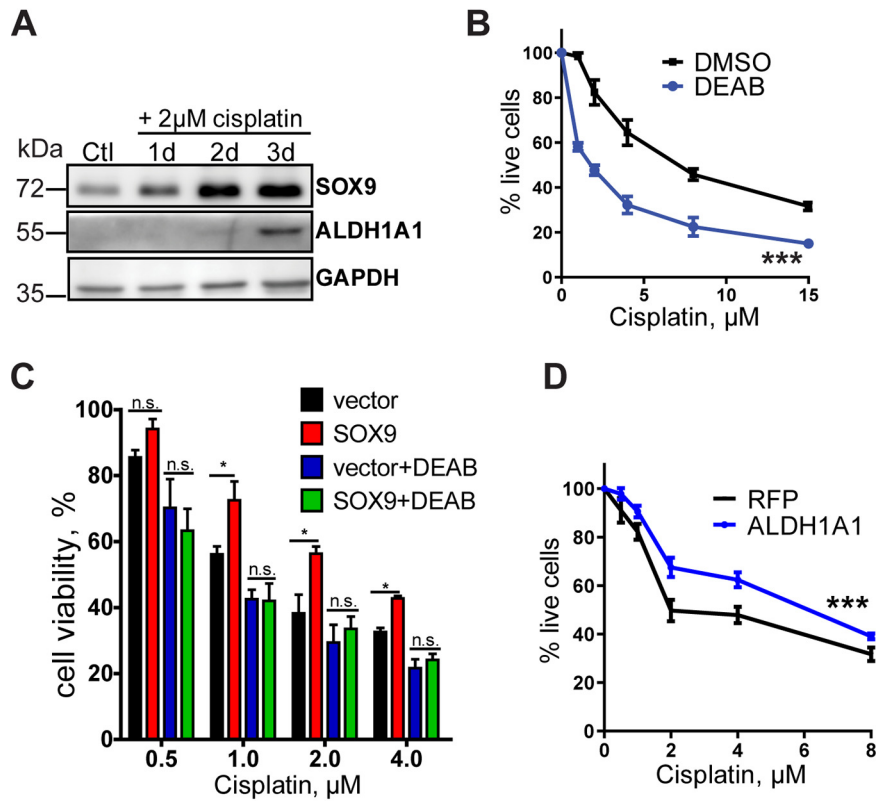 A
+ 2µM cisplatin
kDa
Ctl 1d 2d 3d
72 SOX9
55 ALDH1A1
35 GAPDH
B
DMSO
DEAB
% live cells
100
80
60
40
20
0
***
0 5 10 15
Cisplatin, µM
C
vector
SOX9
vector+DEAB
SOX9+DEAB
cell viability, %
100
80
60
40
20
0
n.s. n.s. * n.s. * n.s. * n.s.
0.5 1.0 2.0 4.0
Cisplatin, µM
D
RFP
ALDH1A1
% live cells
100
80
60
40
20
0
***
0 2 4 6 8
Cisplatin, µM